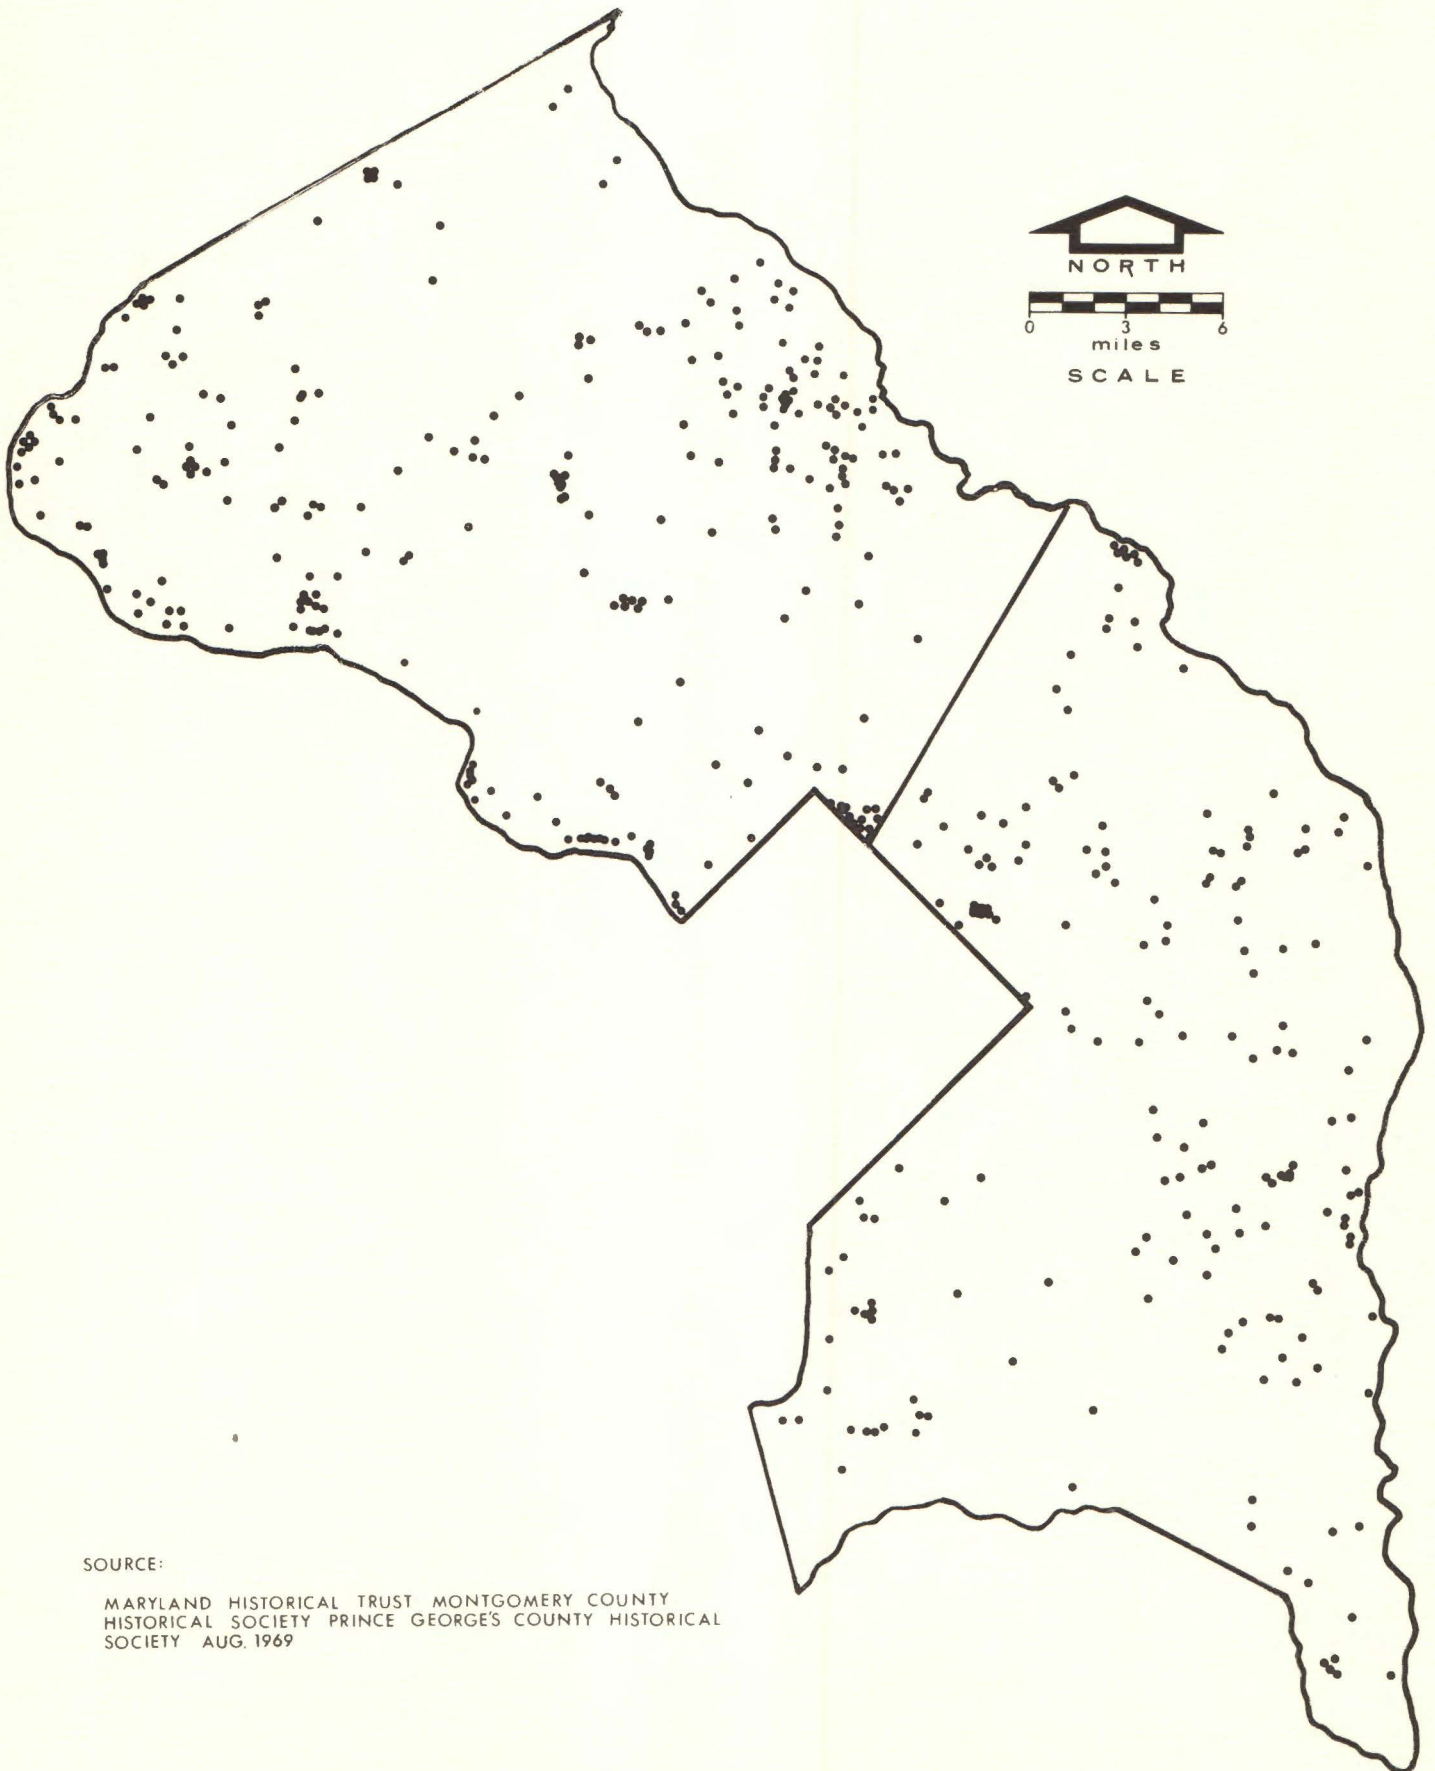 NORTH
0 3 6
miles
SCALE
SOURCE:
MARYLAND HISTORICAL TRUST MONTGOMERY COUNTY
HISTORICAL SOCIETY PRINCE GEORGE'S COUNTY HISTORICAL
SOCIETY AUG. 1969